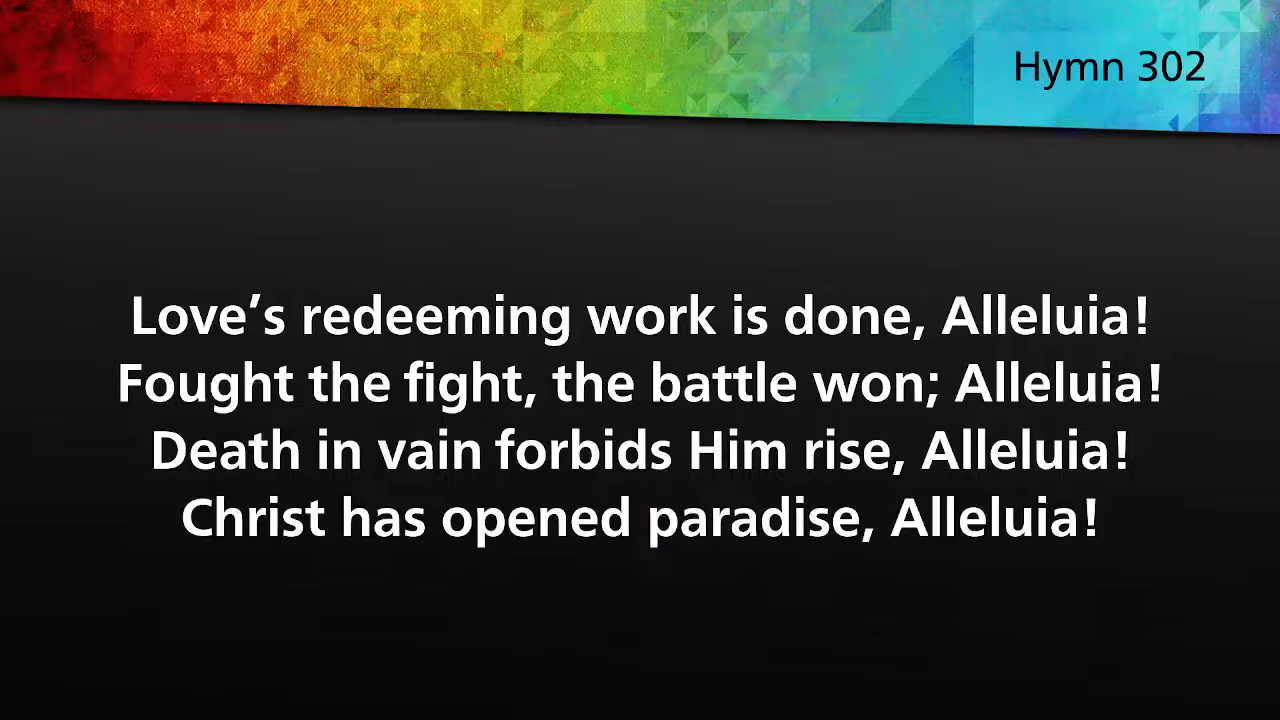 Hymn 302
Love’s redeeming work is done, Alleluia!
Fought the fight, the battle won; Alleluia!
Death in vain forbids Him rise, Alleluia!
Christ has opened paradise, Alleluia!